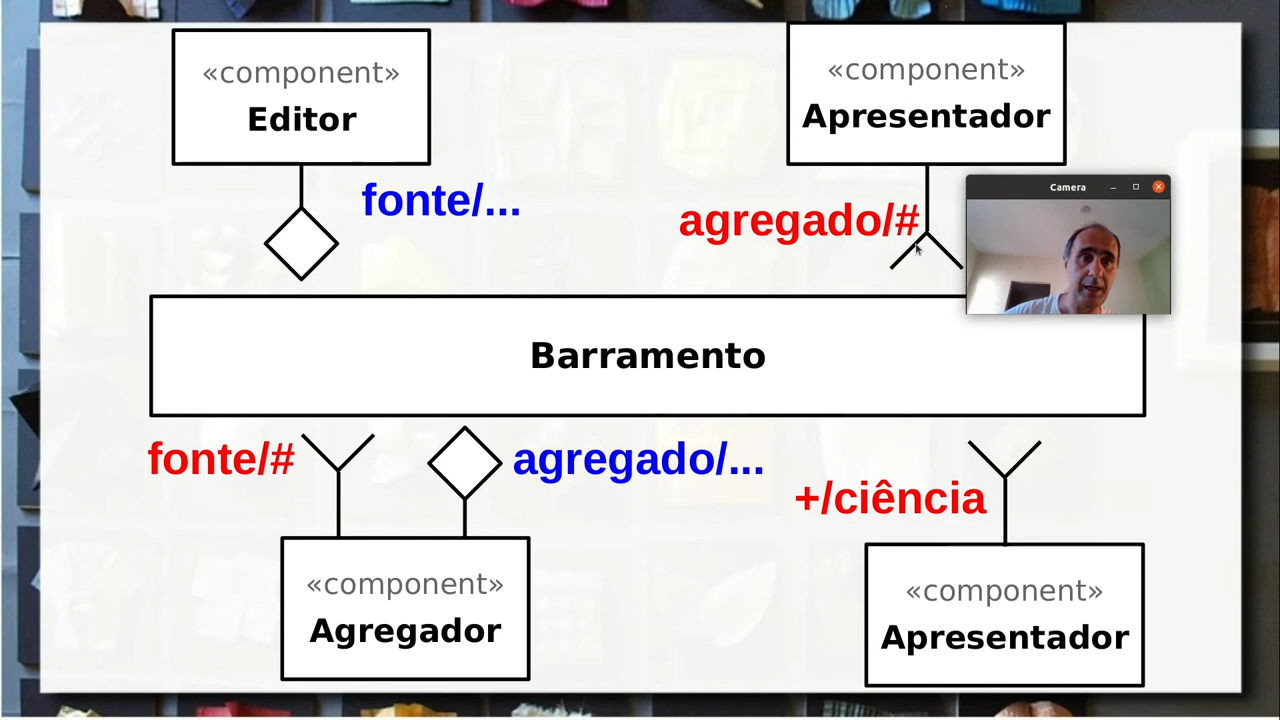 «component»
Editor
«component»
Apresentador
fonte/...
agregado/#
Camera
Barramento
fonte/#
agregado/...
+/ciência
«component»
Agregador
«component»
Apresentador